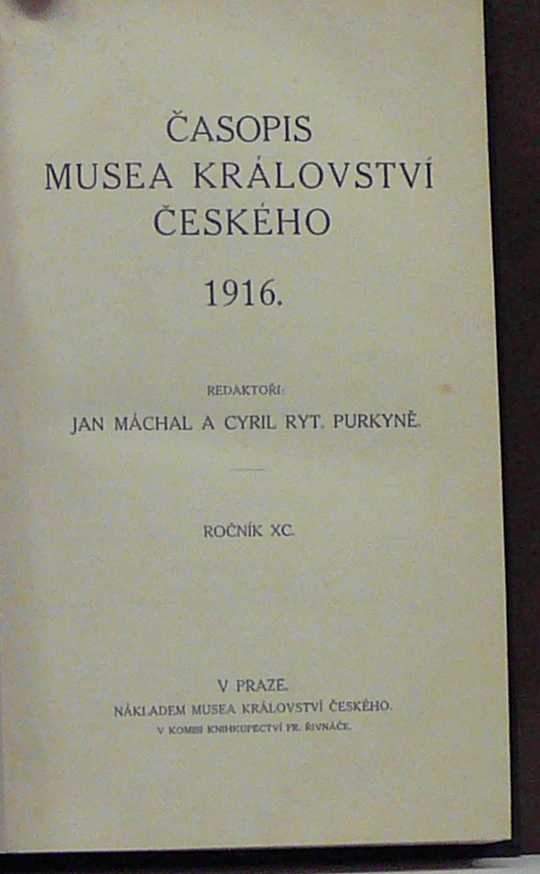 ČASOPIS
MUSEA KRÁLOVSTVÍ
ČESKÉHO
1916.
REDAKTOŘI:
JAN MÁCHAL A CYRIL RYT. PURKYNĚ.
ROČNÍK XC.
V PRAZE.
NÁKLADEM MUSEA KRÁLOVSTVÍ ČESKÉHO.
V KOMISI KNIHKUPECTVÍ FR. ŘIVNÁČE.